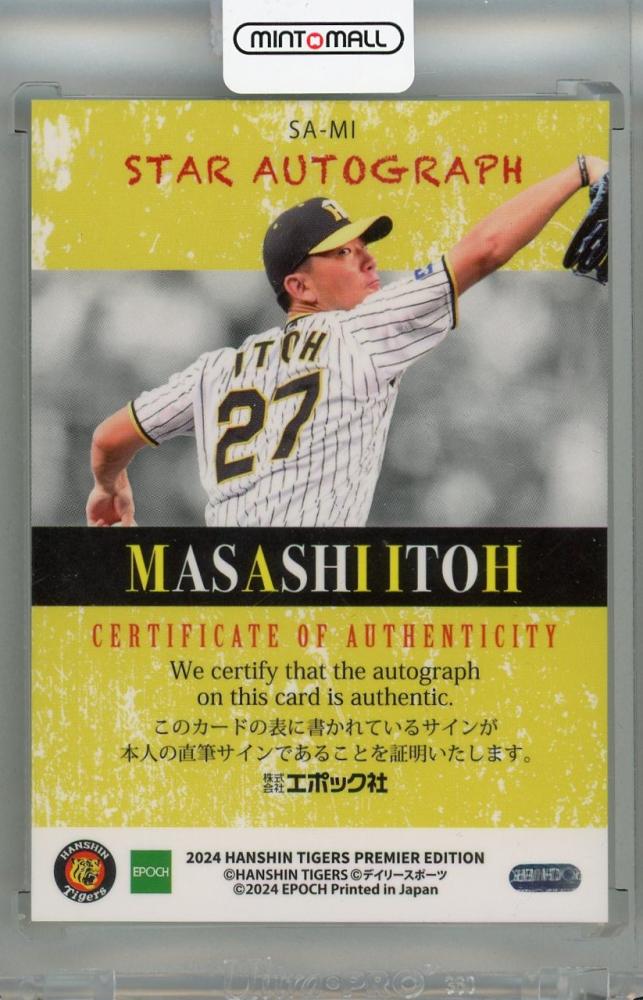 MINT MALL
SA-MI
STAR AUTOGRAPH
ITOH
27
MASASHI ITOH
CERTIFICATE OF AUTHENTICITY
We certify that the autograph
on this card is authentic.
このカードの表に書かれているサインが
本人の直筆サインであることを証明いたします。
株式会社エポック社
HANSHIN
Tigers
EPOCH
2024 HANSHIN TIGERS PREMIER EDITION
©HANSHIN TIGERS ©デイリースポーツ
©2024 EPOCH Printed in Japan